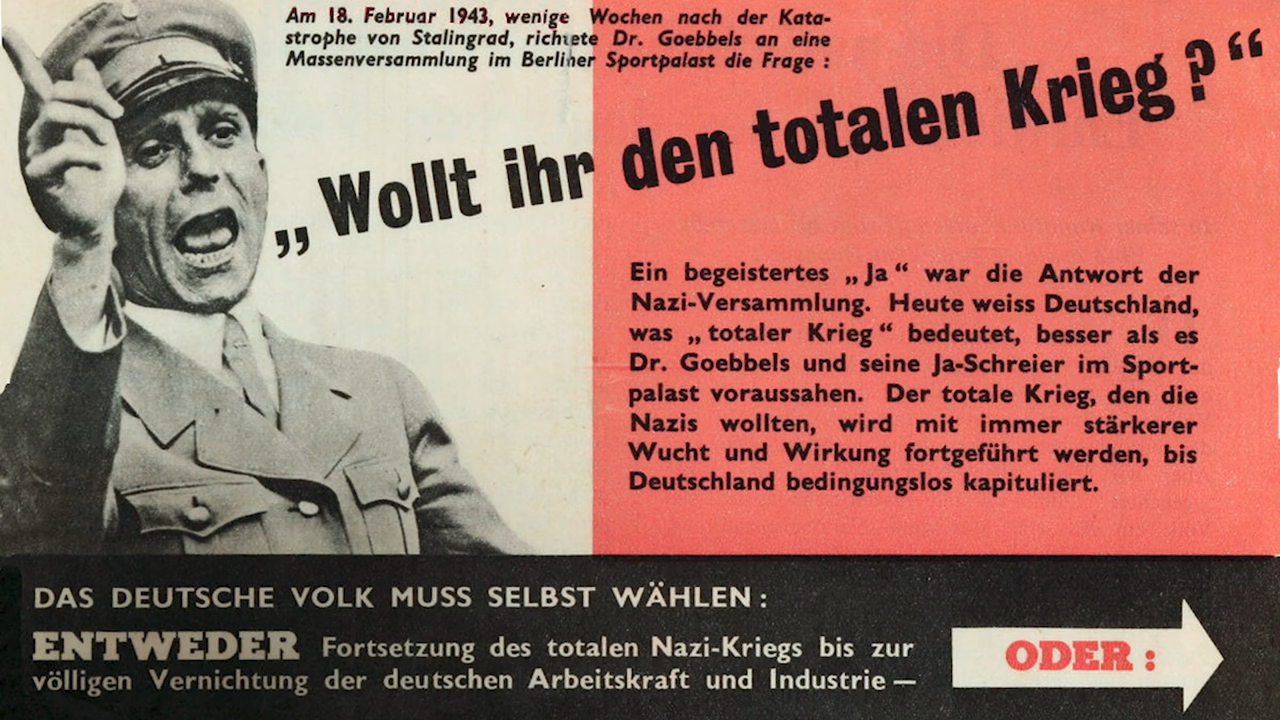 Am 18. Februar 1943, wenige Wochen nach der Kata-
strophe von Stalingrad, richtete Dr. Goebbels an eine
Massenversammlung im Berliner Sportpalast die Frage :
„Wollt ihr den totalen Krieg ?“
Ein begeistertes „Ja“ war die Antwort der
Nazi-Versammlung. Heute weiss Deutschland,
was „totaler Krieg“ bedeutet, besser als es
Dr. Goebbels und seine Ja-Schreier im Sport-
palast voraussahen. Der totale Krieg, den die
Nazis wollten, wird mit immer stärkerer
Wucht und Wirkung fortgeführt werden, bis
Deutschland bedingungslos kapituliert.
DAS DEUTSCHE VOLK MUSS SELBST WÄHLEN :
ENTWEDER Fortsetzung des totalen Nazi-Kriegs bis zur
völligen Vernichtung der deutschen Arbeitskraft und Industrie —
ODER :